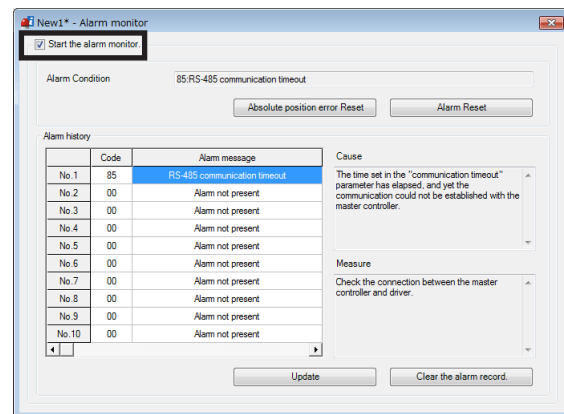 New1* - Alarm monitor
Start the alarm monitor.
Alarm Condition 85:RS-485 communication timeout
Absolute position error Reset Alarm Reset
Alarm history
Code Alarm message
No.1 85 RS-485 communication timeout
No.2 00 Alarm not present
No.3 00 Alarm not present
No.4 00 Alarm not present
No.5 00 Alarm not present
No.6 00 Alarm not present
No.7 00 Alarm not present
No.8 00 Alarm not present
No.9 00 Alarm not present
No.10 00 Alarm not present
Cause
The time set in the "communication timeout"
parameter has elapsed, and yet the
communication could not be established with the
master controller.
Measure
Check the connection between the master
controller and driver.
Update Clear the alarm record.